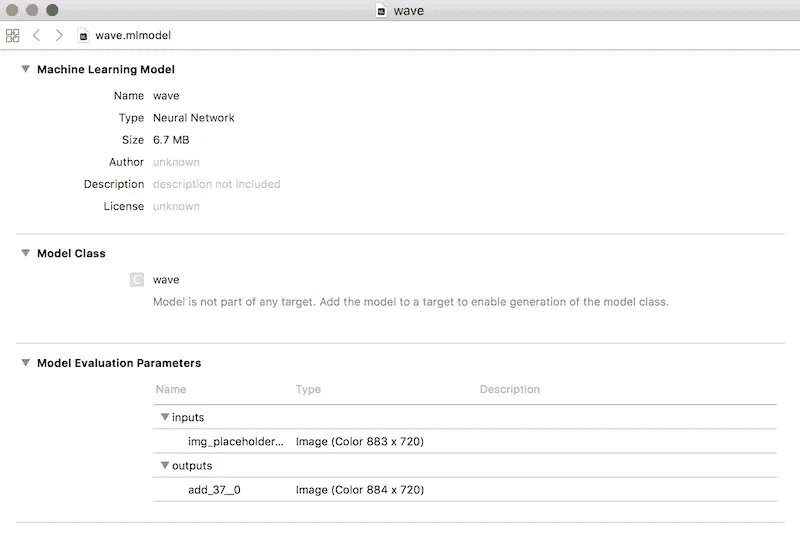 wave
wave.mlmodel
Machine Learning Model
Name wave
Type Neural Network
Size 6.7 MB
Author unknown
Description description not included
License unknown
Model Class
C wave
Model is not part of any target. Add the model to a target to enable generation of the model class.
Model Evaluation Parameters
Name Type Description
inputs
img_placeholder... Image (Color 883 x 720)
outputs
add_37__0 Image (Color 884 x 720)